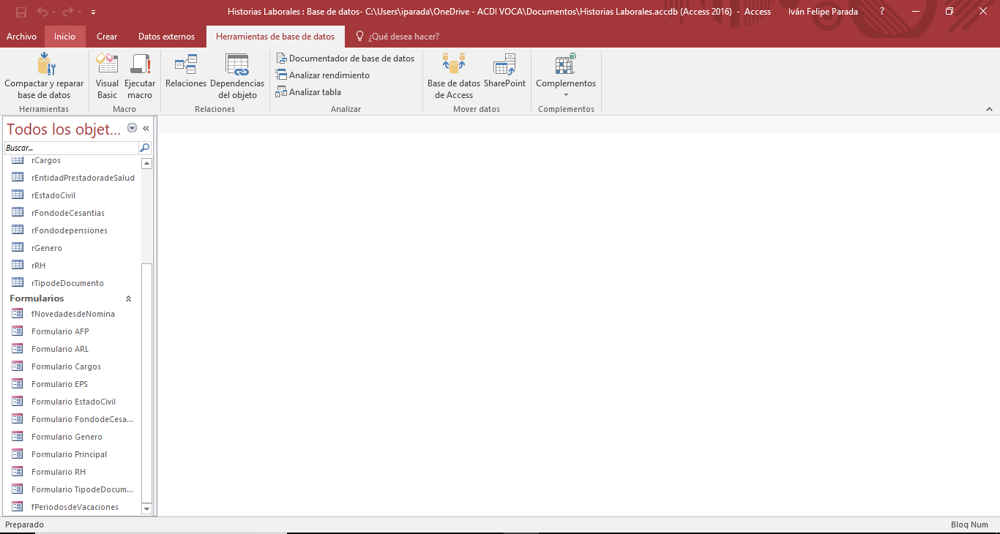 Historias Laborales : Base de datos- C:\Users\iparada\OneDrive - ACDI VOCA\Documentos\Historias Laborales.accdb (Access 2016) - Access
Iván Felipe Parada
?
Archivo
Inicio
Crear
Datos externos
Herramientas de base de datos
¿Qué desea hacer?
Compactar y reparar
base de datos
Herramientas
Visual
Basic
Ejecutar
macro
Macro
Relaciones
Dependencias
del objeto
Relaciones
Documentador de base de datos
Analizar rendimiento
Analizar tabla
Analizar
Base de datos
de Access
SharePoint
Mover datos
Complementos
Complementos
Todos los objet...
Buscar...
rCargos
rEntidadPrestadoradeSalud
rEstadoCivil
rFondodeCesantias
rFondodepensiones
rGenero
rRH
rTipodeDocumento
Formularios
fNovedadesdeNomina
Formulario AFP
Formulario ARL
Formulario Cargos
Formulario EPS
Formulario EstadoCivil
Formulario FondodeCesa...
Formulario Genero
Formulario Principal
Formulario RH
Formulario TipodeDocum...
fPeriodosdeVacaciones
Preparado
Bloq Num